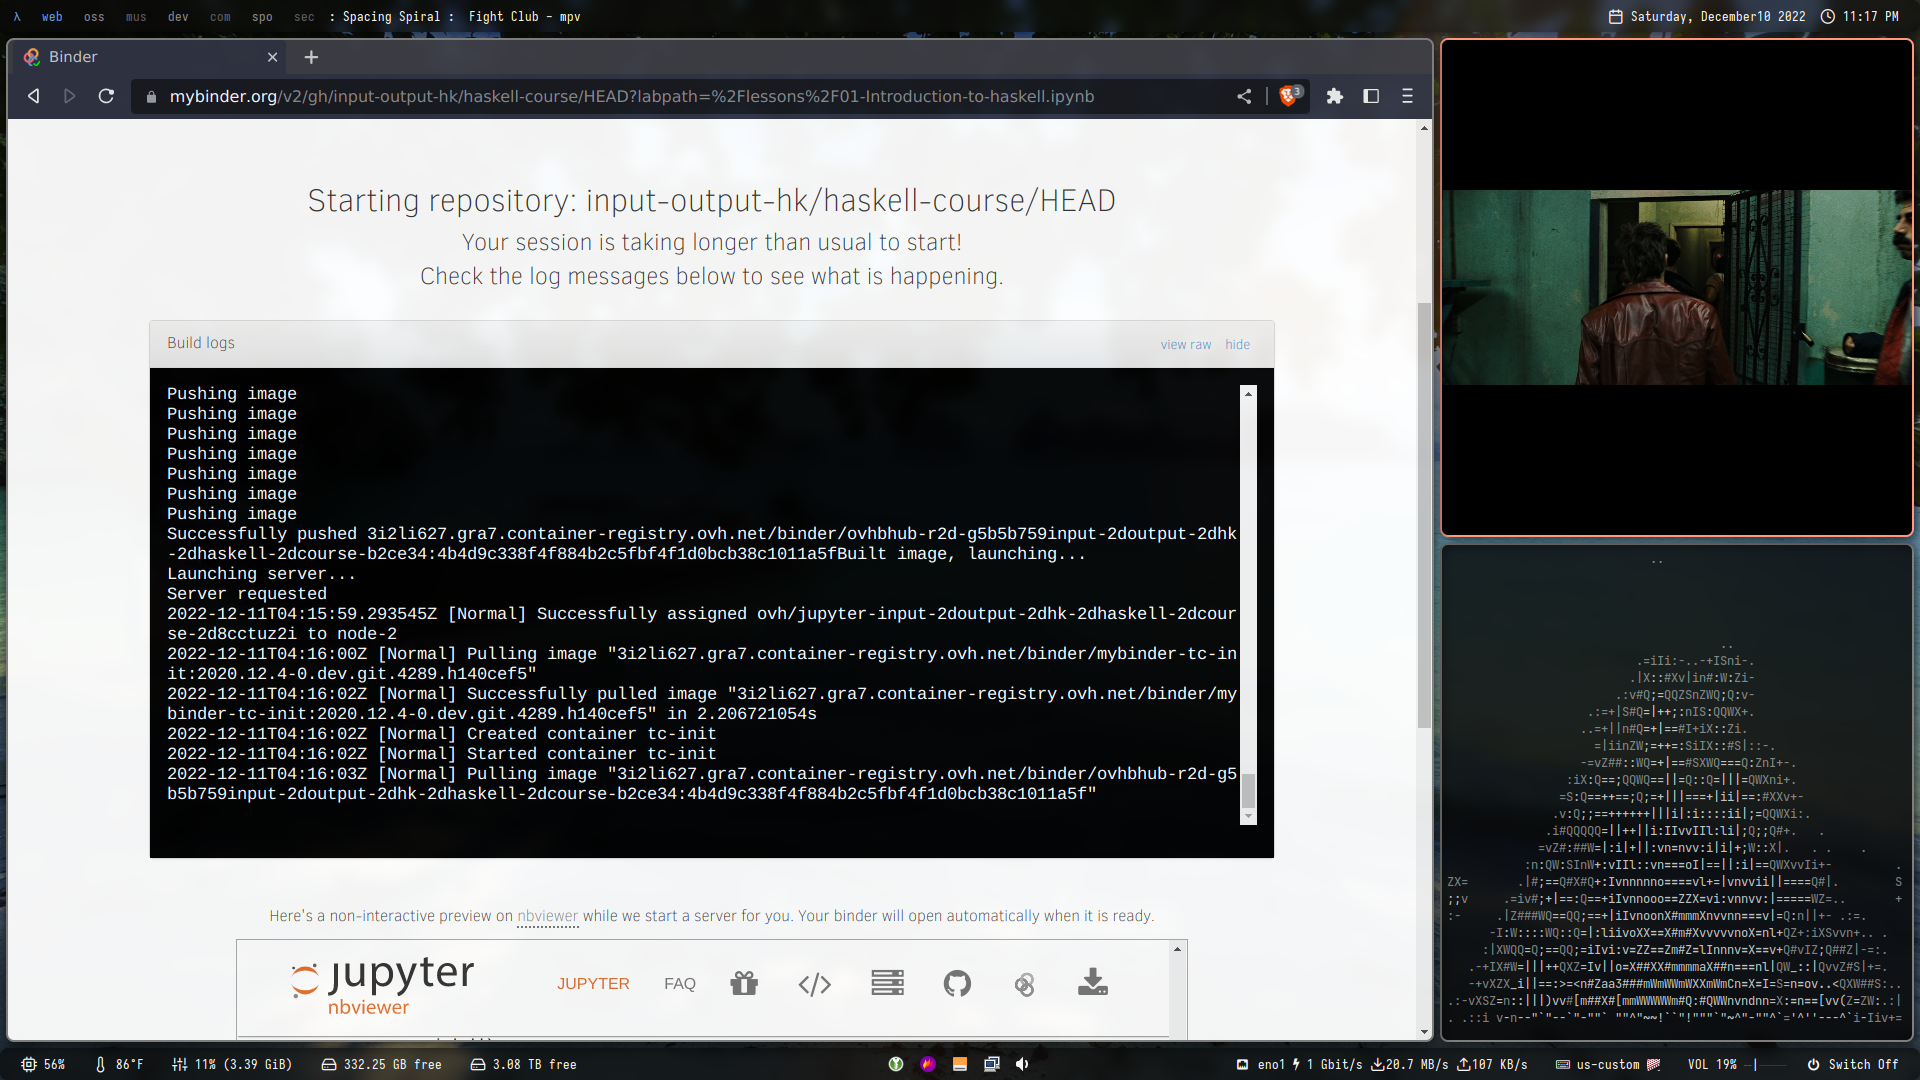 λ web oss mus dev com spo sec : Spacing Spiral : Fight Club - mpv
Saturday, December10 2022 11:17 PM
Binder
mybinder.org/v2/gh/input-output-hk/haskell-course/HEAD?labpath=%2Flessons%2F01-Introduction-to-haskell.ipynb
3
Starting repository: input-output-hk/haskell-course/HEAD
Your session is taking longer than usual to start!
Check the log messages below to see what is happening.
Build logs
view raw hide
Pushing image
Pushing image
Pushing image
Pushing image
Pushing image
Pushing image
Pushing image
Successfully pushed 3i2li627.gra7.container-registry.ovh.net/binder/ovhbhub-r2d-g5b5b759input-2doutput-2dhk
-2dhaskell-2dcourse-b2ce34:4b4d9c338f4f884b2c5fbf4f1d0bcb38c1011a5fBuilt image, launching...
Launching server...
Server requested
2022-12-11T04:15:59.293545Z [Normal] Successfully assigned ovh/jupyter-input-2doutput-2dhk-2dhaskell-2dcour
se-2d8cctuz2i to node-2
2022-12-11T04:16:00Z [Normal] Pulling image "3i2li627.gra7.container-registry.ovh.net/binder/mybinder-tc-in
it:2020.12.4-0.dev.git.4289.h140cef5"
2022-12-11T04:16:02Z [Normal] Successfully pulled image "3i2li627.gra7.container-registry.ovh.net/binder/my
binder-tc-init:2020.12.4-0.dev.git.4289.h140cef5" in 2.206721054s
2022-12-11T04:16:02Z [Normal] Created container tc-init
2022-12-11T04:16:02Z [Normal] Started container tc-init
2022-12-11T04:16:03Z [Normal] Pulling image "3i2li627.gra7.container-registry.ovh.net/binder/ovhbhub-r2d-g5
b5b759input-2doutput-2dhk-2dhaskell-2dcourse-b2ce34:4b4d9c338f4f884b2c5fbf4f1d0bcb38c1011a5f"
Here's a non-interactive preview on nbviewer while we start a server for you. Your binder will open automatically when it is ready.
jupyter
nbviewer
JUPYTER FAQ
56% 86°F 11% (3.39 GiB) 332.25 GB free 3.08 TB free
eno1 1 Gbit/s 20.7 MB/s 107 KB/s us-custom VOL 19% Switch Off